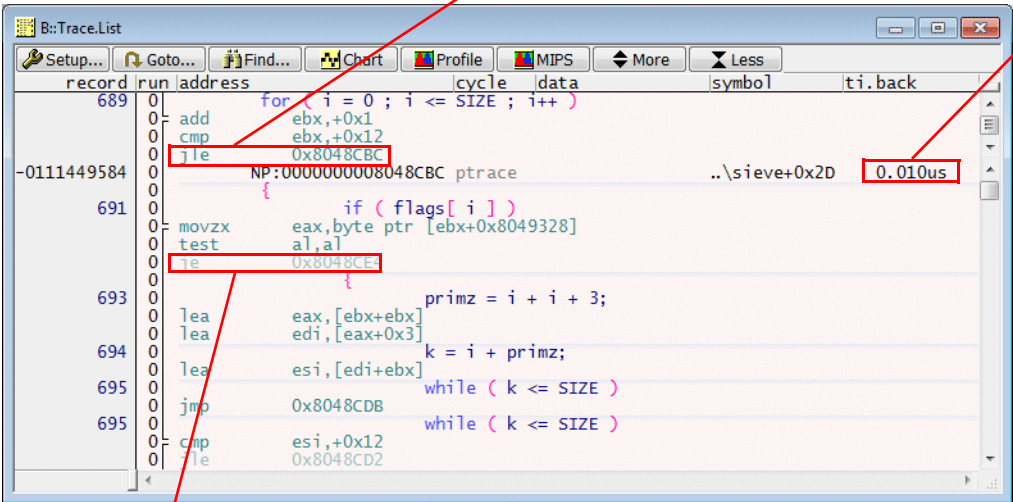 B::Trace.List
Setup... Goto... Find... Chart Profile MIPS More Less
record run address cycle data symbol ti.back
689 0 for ( i = 0 ; i <= SIZE ; i++ )
0 add ebx,+0x1
0 cmp ebx,+0x12
0 jle 0x8048CBC
-0111449584 NP:0000000008048CBC ptrace ..\sieve+0x2D 0.010us
0 {
691 0 if ( flags[ i ] )
0 movzx eax,byte ptr [ebx+0x8049328]
0 test al,al
0 je 0x8048CE4
0 {
693 0 primz = i + i + 3;
0 lea eax,[ebx+ebx]
0 lea edi,[eax+0x3]
694 0 k = i + primz;
0 lea esi,[edi+ebx]
695 0 while ( k <= SIZE )
0 jmp 0x8048CDB
695 0 while ( k <= SIZE )
0 cmp esi,+0x12
0 jle 0x8048CD2